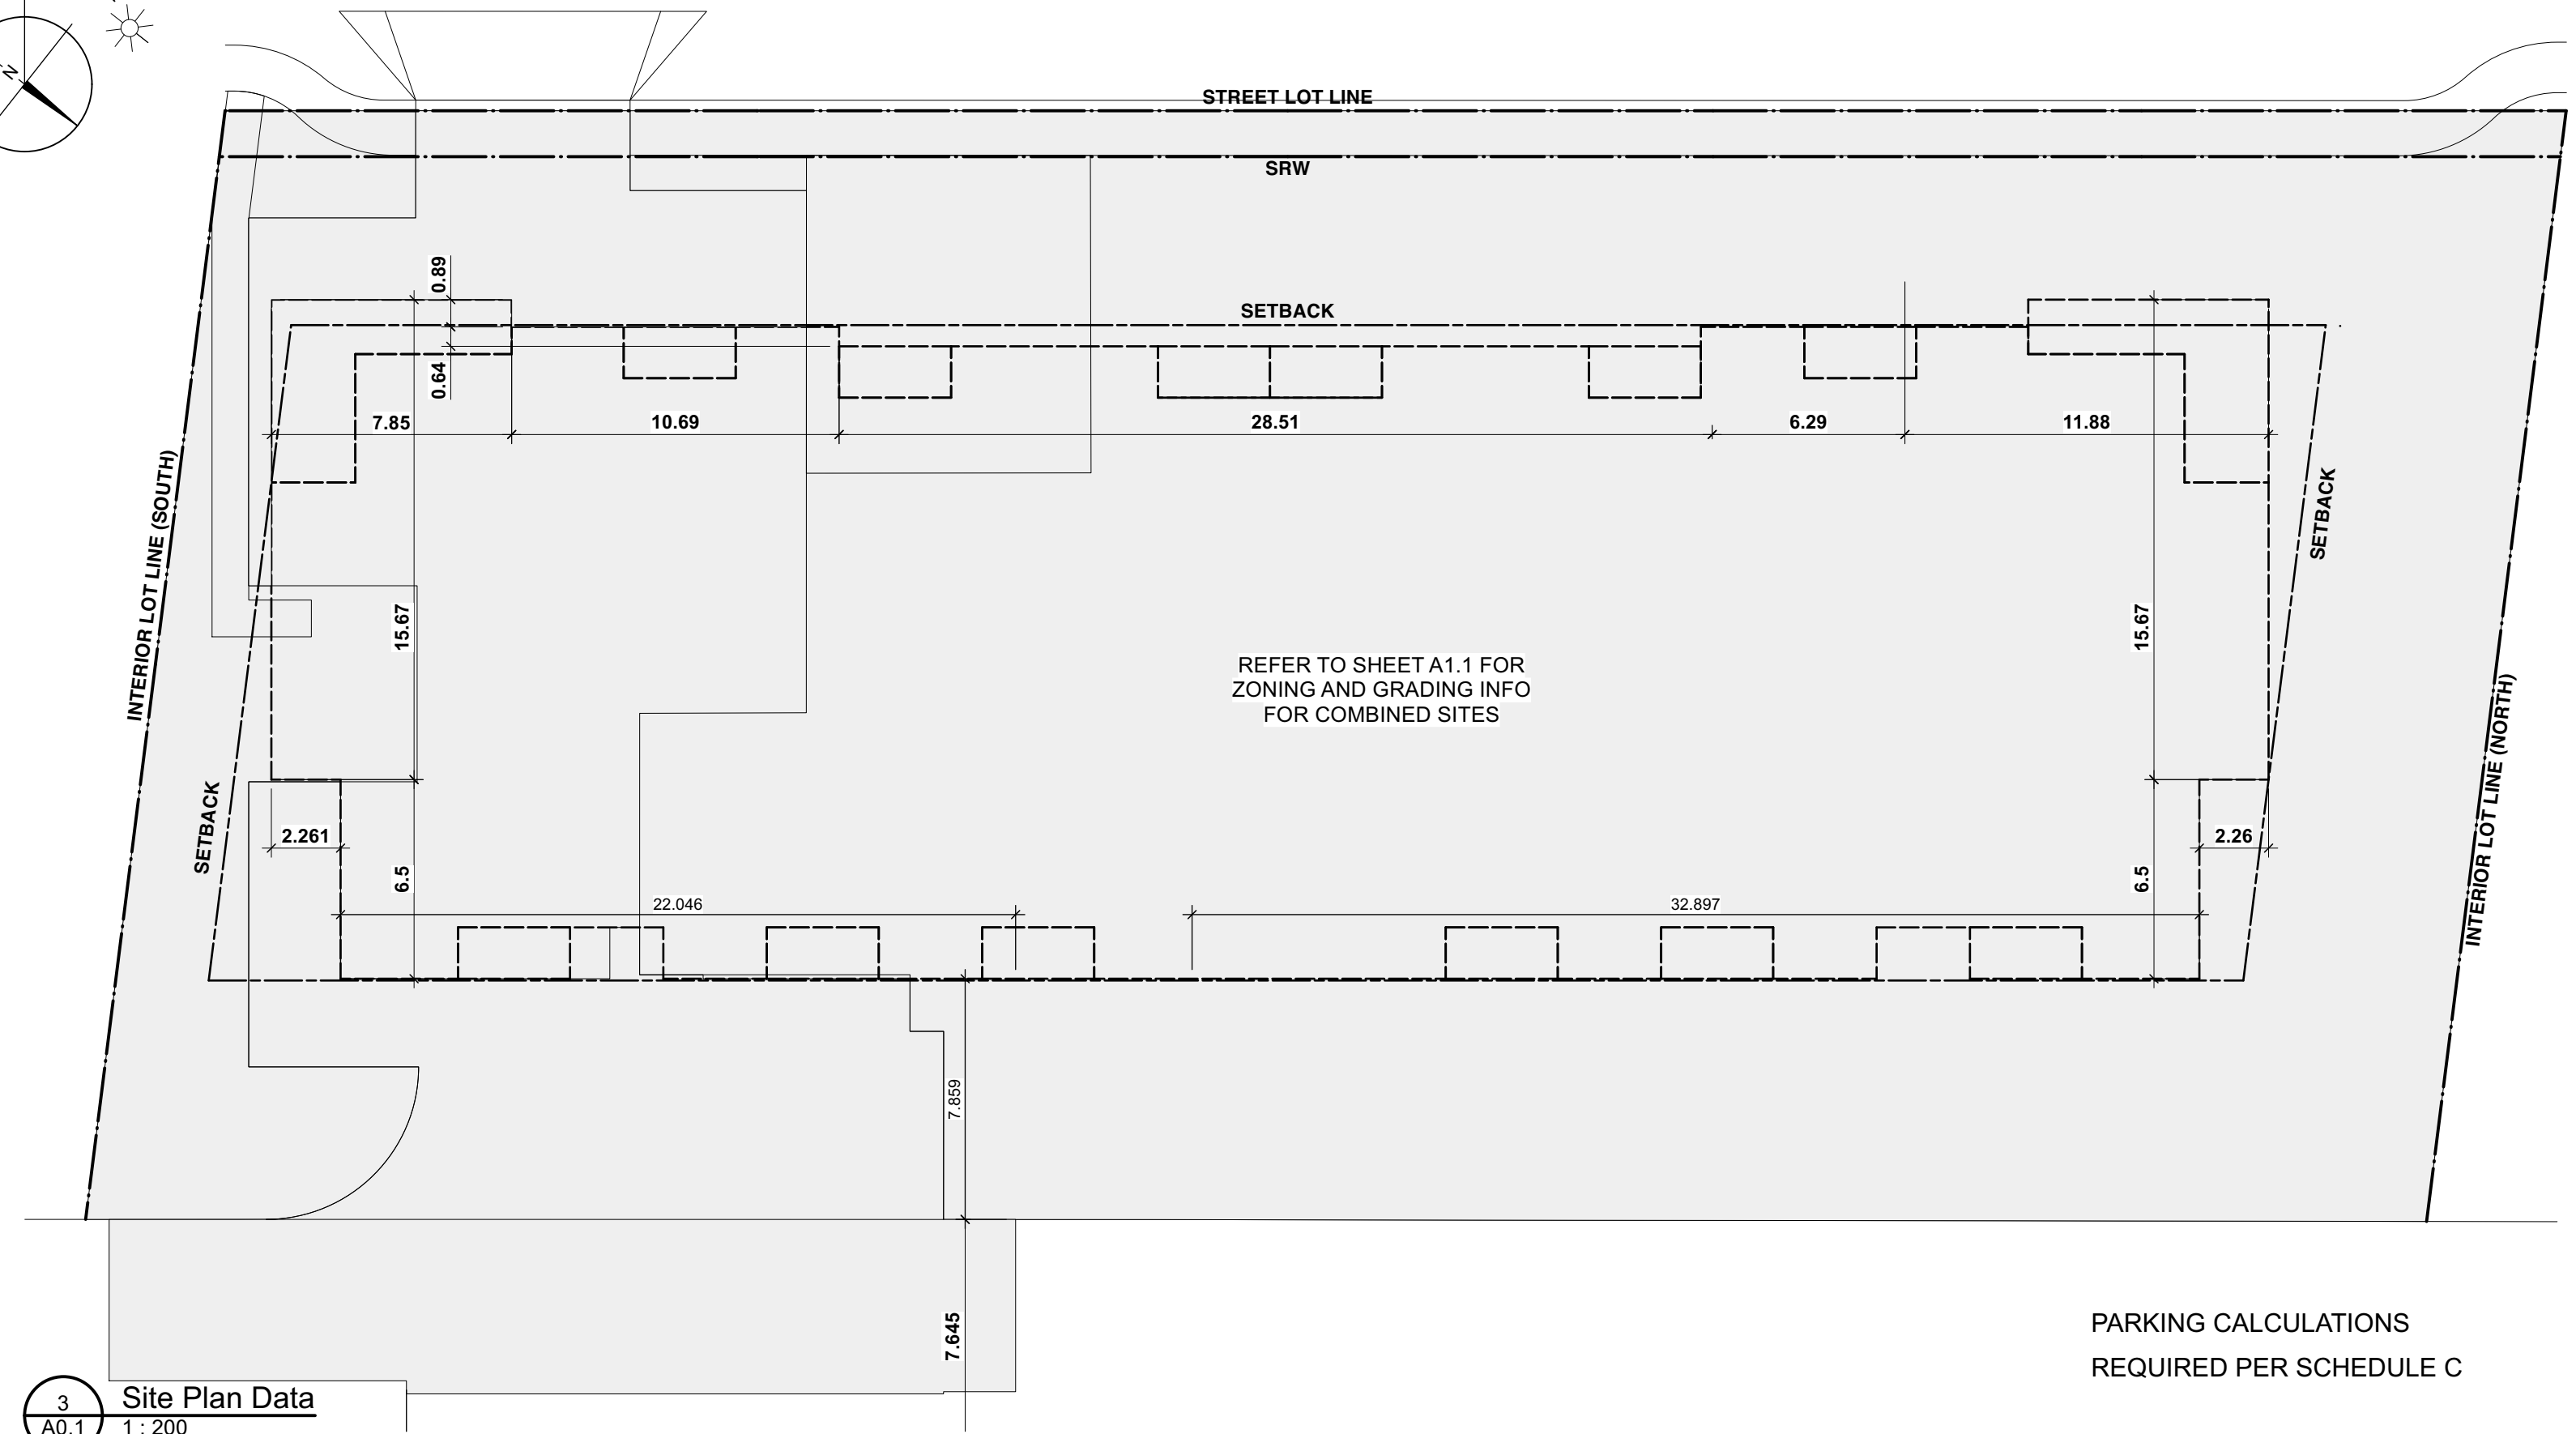 N
STREET LOT LINE
SRW
0.89
SETBACK
0.64
7.85
10.69
28.51
6.29
11.88
INTERIOR LOT LINE (SOUTH)
SETBACK
15.67
15.67
REFER TO SHEET A1.1 FOR
ZONING AND GRADING INFO
FOR COMBINED SITES
INTERIOR LOT LINE (NORTH)
SETBACK
2.261
2.26
6.5
6.5
22.046
32.897
7.859
7.645
PARKING CALCULATIONS
REQUIRED PER SCHEDULE C
3
Site Plan Data
A0.1
1 : 200